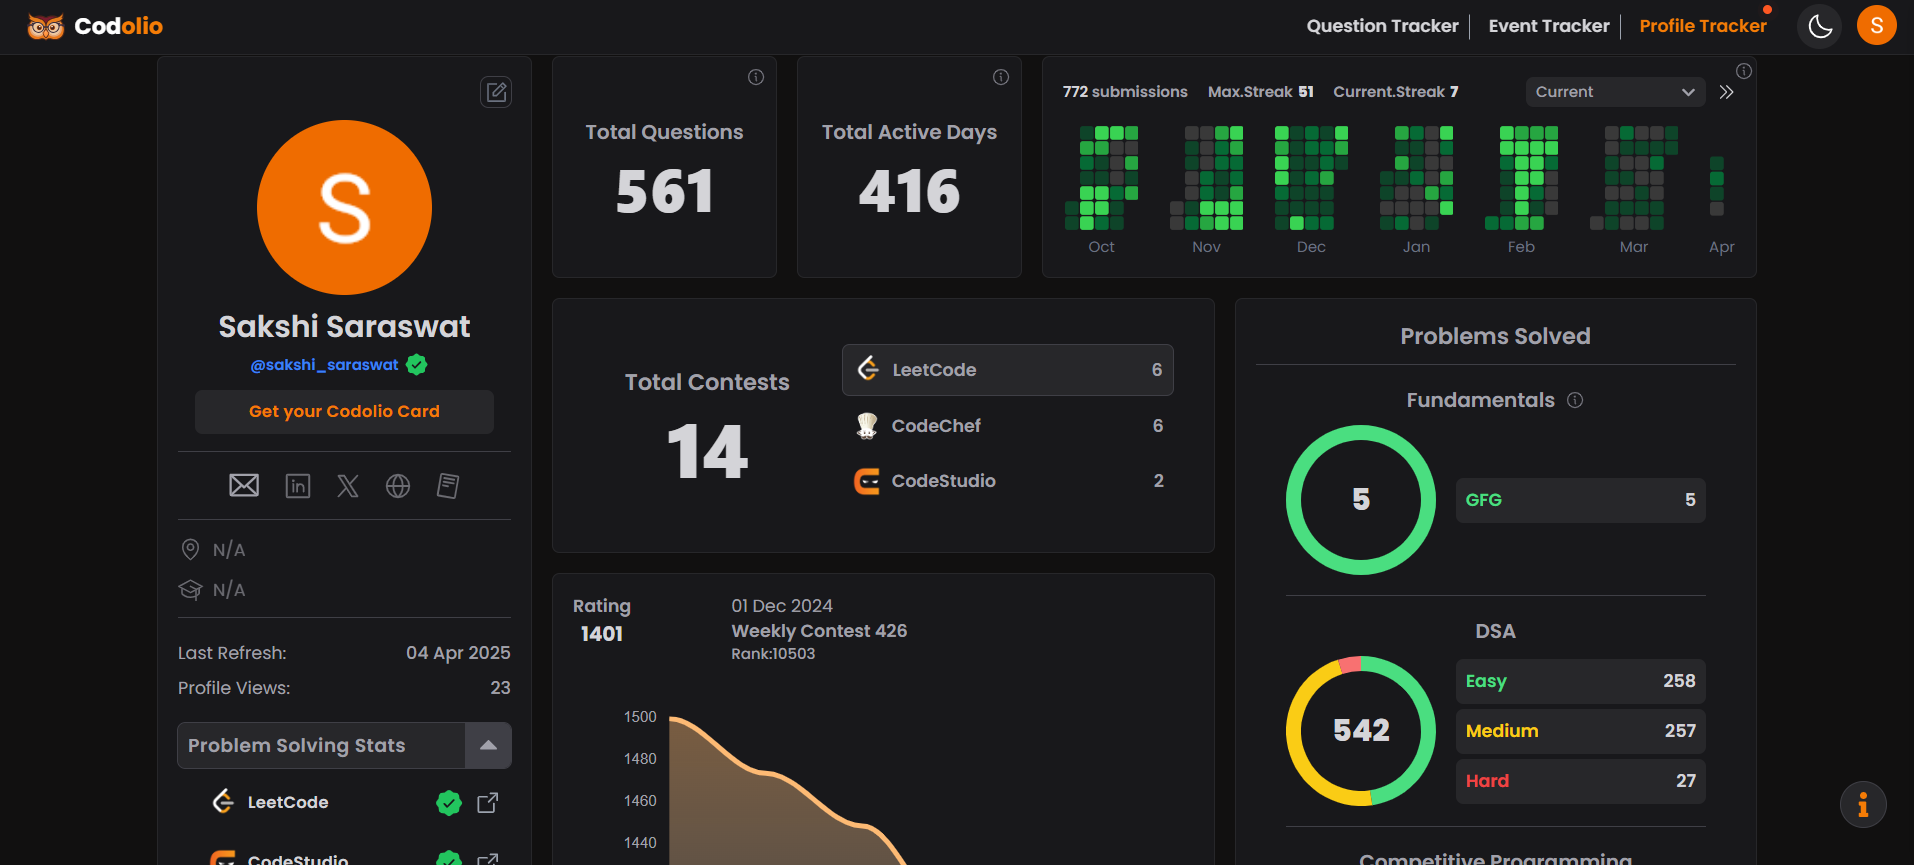 Codolio
Question Tracker
Event Tracker
Profile Tracker
S
S
Sakshi Saraswat
@sakshi_saraswat
Get your Codolio Card
in
N/A
N/A
Last Refresh: 04 Apr 2025
Profile Views: 23
Problem Solving Stats
LeetCode
CodeStudio
Total Questions
561
Total Active Days
416
772 submissions Max.Streak 51 Current.Streak 7
Current
Oct Nov Dec Jan Feb Mar Apr
Total Contests
14
LeetCode 6
CodeChef 6
CodeStudio 2
Rating
1401
01 Dec 2024
Weekly Contest 426
Rank:10503
1500
1480
1460
1440
Problems Solved
Fundamentals
5
GFG 5
DSA
542
Easy 258
Medium 257
Hard 27
Competitive Programming